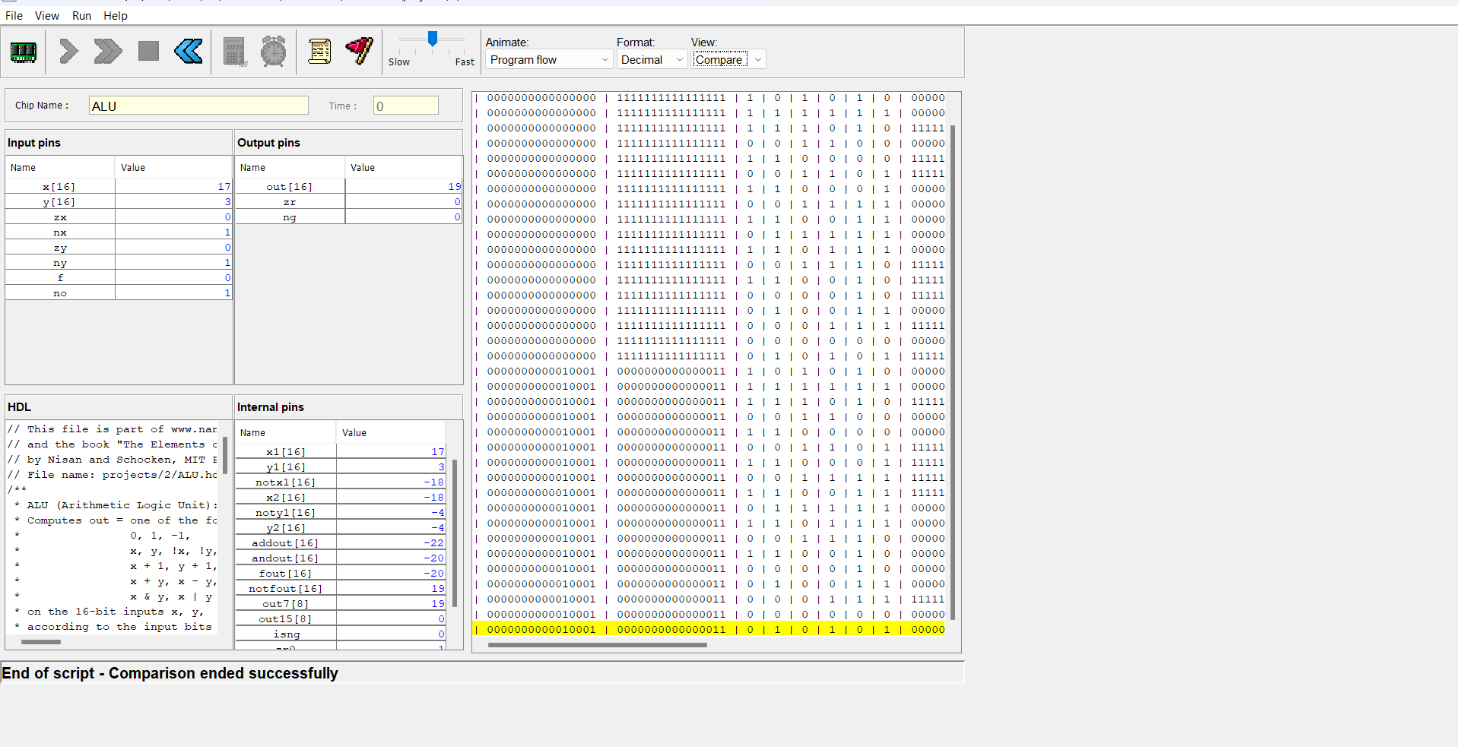 File View Run Help
Slow Fast
Animate: Format: View:
Program flow Decimal Compare
Chip Name : ALU Time : 0
Input pins
Name Value
x[16] 17
y[16] 3
zx 0
nx 1
zy 0
ny 1
f 0
no 1
Output pins
Name Value
out[16] 19
zr 0
ng 0
HDL
// This file is part of www.nan
// and the book "The Elements o
// by Nisan and Schocken, MIT P
// File name: projects/2/ALU.hd
/**
* ALU (Arithmetic Logic Unit):
* Computes out = one of the fo
* 0, 1, -1,
* x, y, !x, !y,
* x + 1, y + 1,
* x + y, x - y,
* x & y, x | y
* on the 16-bit inputs x, y,
* according to the input bits
Internal pins
Name Value
x1[16] 17
y1[16] 3
notx1[16] -18
x2[16] -18
noty1[16] -4
y2[16] -4
addout[16] -22
andout[16] -20
fout[16] -20
notfout[16] 19
out7[8] 19
out15[8] 0
isng 0
zr0 1
| 0000000000000000 | 1111111111111111 | 1 | 0 | 1 | 0 | 1 | 0 | 00000
| 0000000000000000 | 1111111111111111 | 1 | 1 | 1 | 1 | 1 | 1 | 00000
| 0000000000000000 | 1111111111111111 | 1 | 1 | 1 | 0 | 1 | 0 | 11111
| 0000000000000000 | 1111111111111111 | 0 | 0 | 1 | 1 | 0 | 0 | 00000
| 0000000000000000 | 1111111111111111 | 1 | 1 | 0 | 0 | 0 | 0 | 11111
| 0000000000000000 | 1111111111111111 | 0 | 0 | 1 | 1 | 0 | 1 | 11111
| 0000000000000000 | 1111111111111111 | 1 | 1 | 0 | 0 | 0 | 1 | 00000
| 0000000000000000 | 1111111111111111 | 0 | 0 | 1 | 1 | 1 | 1 | 00000
| 0000000000000000 | 1111111111111111 | 1 | 1 | 0 | 0 | 1 | 1 | 00000
| 0000000000000000 | 1111111111111111 | 0 | 1 | 1 | 1 | 1 | 1 | 00000
| 0000000000000000 | 1111111111111111 | 1 | 1 | 0 | 1 | 1 | 1 | 00000
| 0000000000000000 | 1111111111111111 | 0 | 0 | 1 | 1 | 1 | 0 | 11111
| 0000000000000000 | 1111111111111111 | 1 | 1 | 0 | 0 | 1 | 0 | 11111
| 0000000000000000 | 1111111111111111 | 0 | 0 | 0 | 0 | 1 | 0 | 11111
| 0000000000000000 | 1111111111111111 | 0 | 1 | 0 | 0 | 1 | 1 | 00000
| 0000000000000000 | 1111111111111111 | 0 | 0 | 0 | 1 | 1 | 1 | 11111
| 0000000000000000 | 1111111111111111 | 0 | 0 | 0 | 0 | 0 | 0 | 00000
| 0000000000000000 | 1111111111111111 | 0 | 1 | 0 | 1 | 0 | 1 | 11111
| 0000000000010001 | 0000000000000011 | 1 | 0 | 1 | 0 | 1 | 0 | 00000
| 0000000000010001 | 0000000000000011 | 1 | 1 | 1 | 1 | 1 | 1 | 00000
| 0000000000010001 | 0000000000000011 | 1 | 1 | 1 | 0 | 1 | 0 | 11111
| 0000000000010001 | 0000000000000011 | 0 | 0 | 1 | 1 | 0 | 0 | 00000
| 0000000000010001 | 0000000000000011 | 1 | 1 | 0 | 0 | 0 | 0 | 00000
| 0000000000010001 | 0000000000000011 | 0 | 0 | 1 | 1 | 0 | 1 | 11111
| 0000000000010001 | 0000000000000011 | 1 | 1 | 0 | 0 | 0 | 1 | 11111
| 0000000000010001 | 0000000000000011 | 0 | 0 | 1 | 1 | 1 | 1 | 11111
| 0000000000010001 | 0000000000000011 | 1 | 1 | 0 | 0 | 1 | 1 | 11111
| 0000000000010001 | 0000000000000011 | 0 | 1 | 1 | 1 | 1 | 1 | 00000
| 0000000000010001 | 0000000000000011 | 1 | 1 | 0 | 1 | 1 | 1 | 00000
| 0000000000010001 | 0000000000000011 | 0 | 0 | 1 | 1 | 1 | 0 | 00000
| 0000000000010001 | 0000000000000011 | 1 | 1 | 0 | 0 | 1 | 0 | 00000
| 0000000000010001 | 0000000000000011 | 0 | 0 | 0 | 0 | 1 | 0 | 00000
| 0000000000010001 | 0000000000000011 | 0 | 1 | 0 | 0 | 1 | 1 | 00000
| 0000000000010001 | 0000000000000011 | 0 | 0 | 0 | 1 | 1 | 1 | 11111
| 0000000000010001 | 0000000000000011 | 0 | 0 | 0 | 0 | 0 | 0 | 00000
| 0000000000010001 | 0000000000000011 | 0 | 1 | 0 | 1 | 0 | 1 | 00000
End of script - Comparison ended successfully